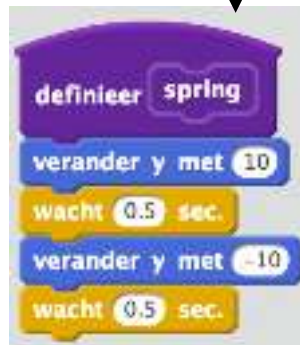 definieer spring
verander y met 10
wacht 0.5 sec.
verander y met -10
wacht 0.5 sec.